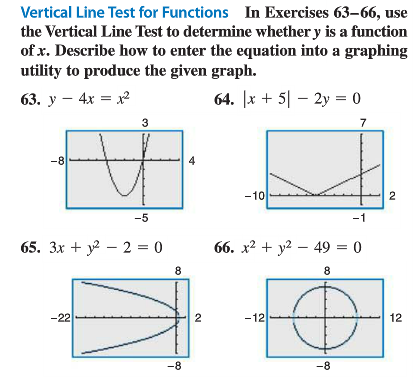 Vertical Line Test for Functions In Exercises 63–66, use
the Vertical Line Test to determine whether y is a function
of x. Describe how to enter the equation into a graphing
utility to produce the given graph.
63. y − 4x = x²
64. |x + 5| − 2y = 0
3
7
−8
4
−10
2
−5
−1
65. 3x + y² − 2 = 0
66. x² + y² − 49 = 0
8
8
−22
2
−12
12
−8
−8